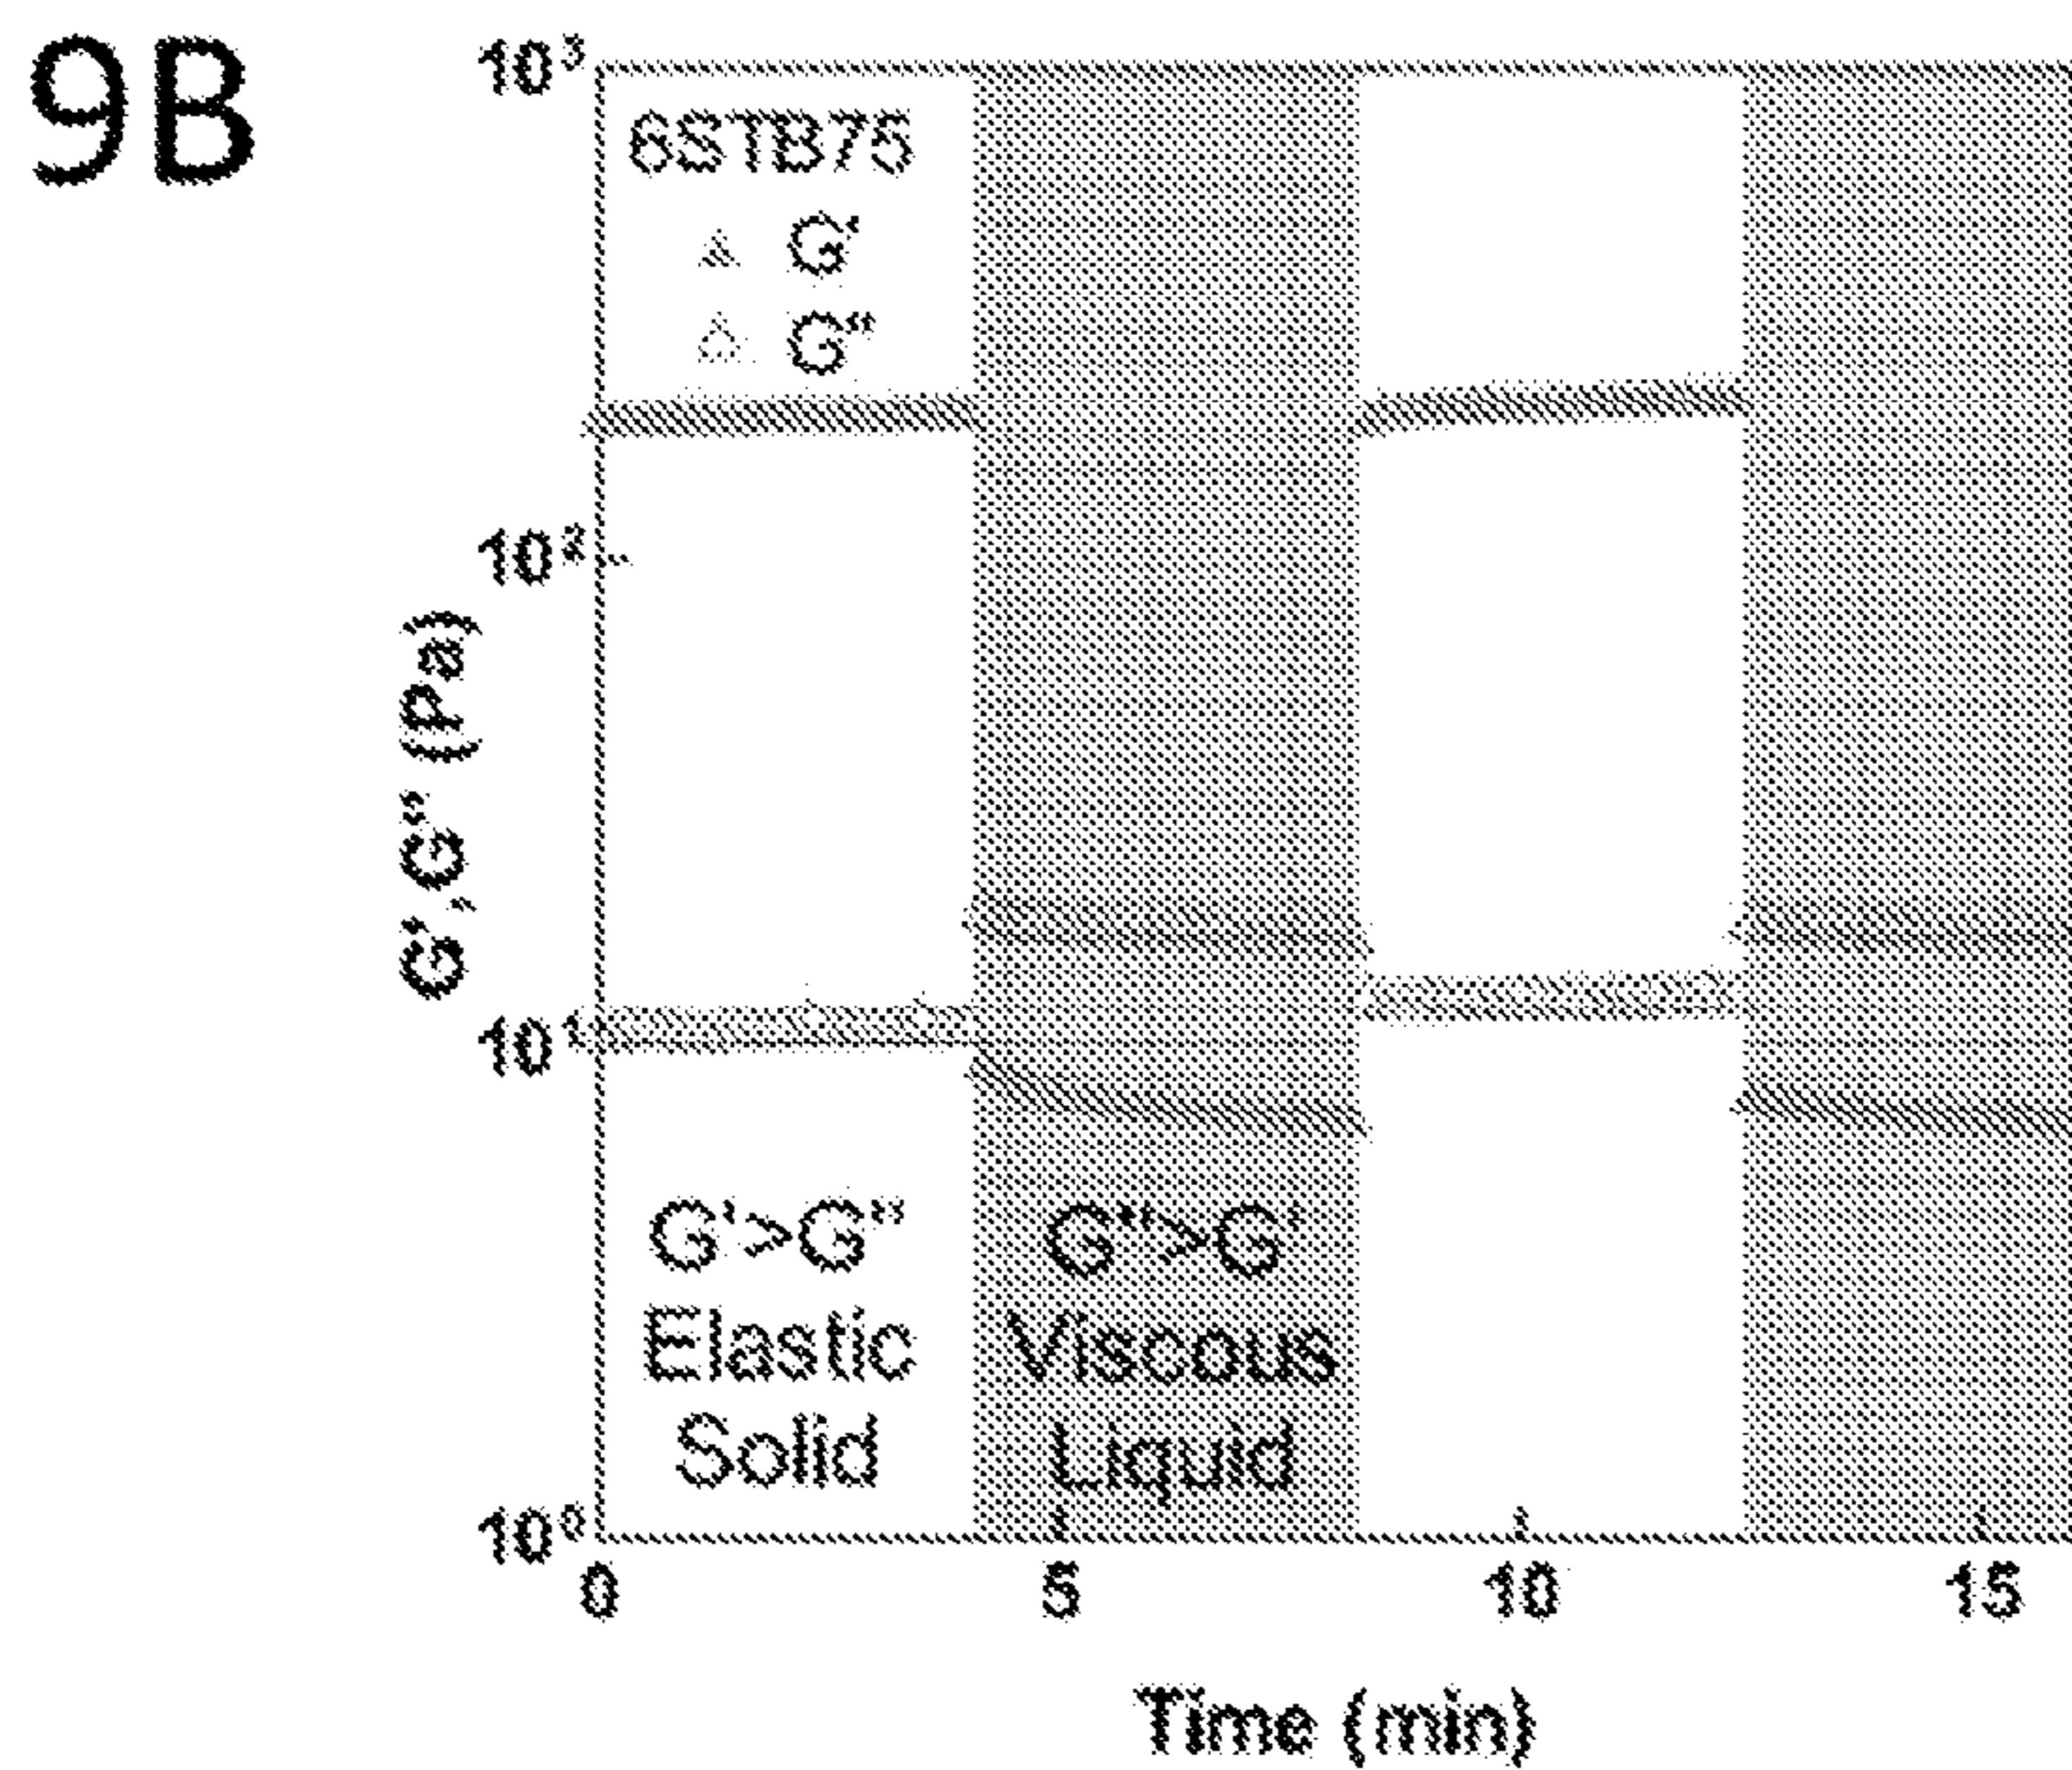 9B
10³
6STB75
G'
G"
10²
G',G" (Pa)
10¹
G'>G"
Elastic
Solid
G">G'
Viscous
Liquid
10⁰
0
5
10
15
Time (min)